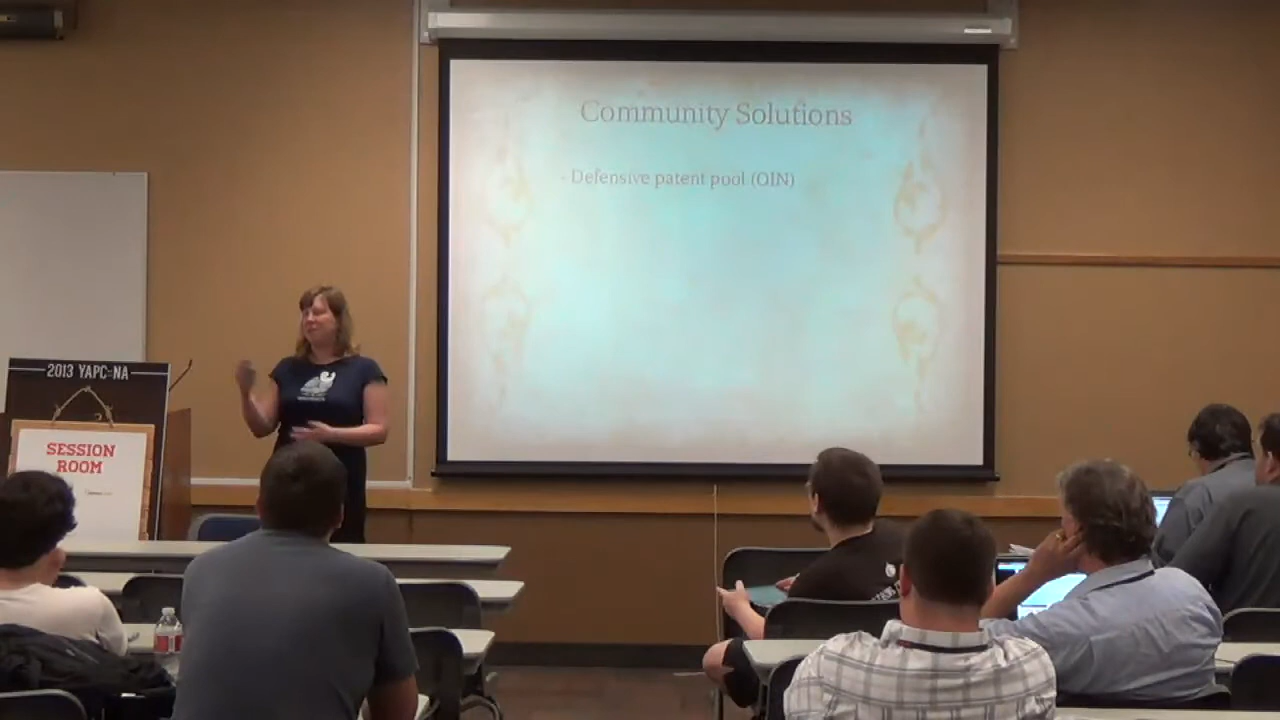 Community Solutions
- Defensive patent pool (OIN)
2013 YAPC::NA
SESSION
ROOM